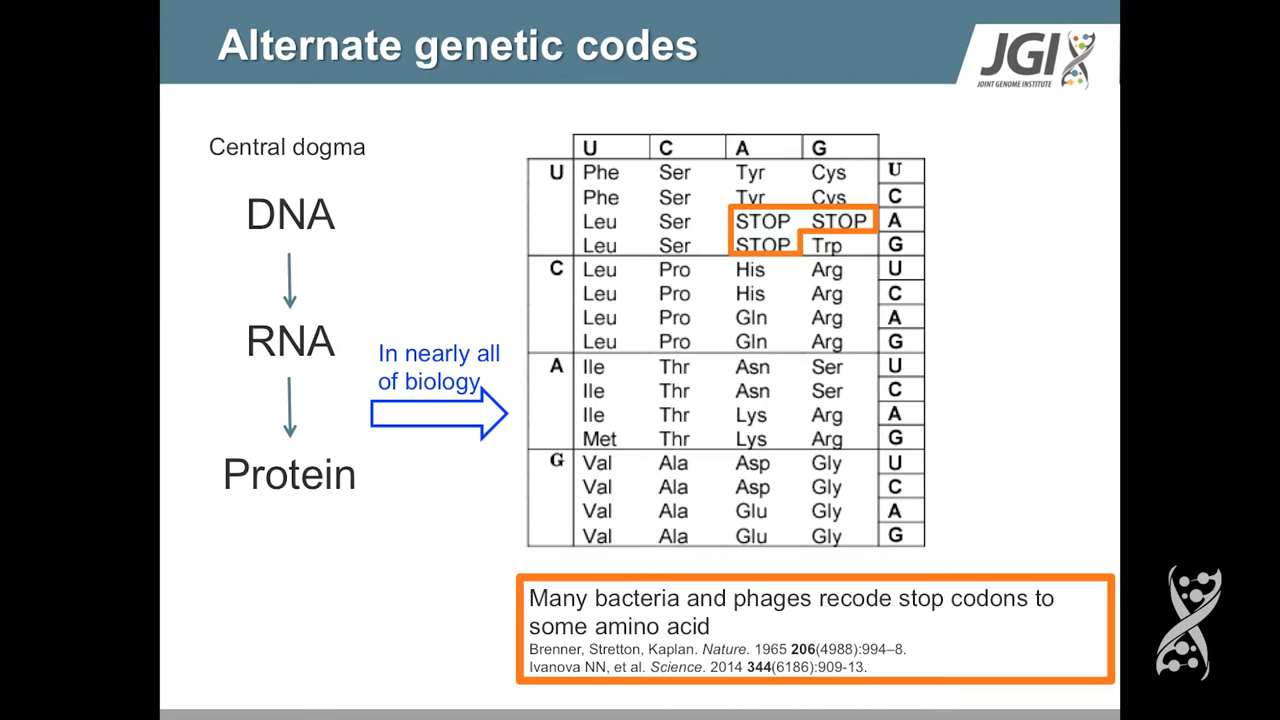 Alternate genetic codes
JGI
JOINT GENOME INSTITUTE
Central dogma
DNA
RNA
Protein
In nearly all
of biology
U C A G
U Phe Ser Tyr Cys U
Phe Ser Tyr Cys C
Leu Ser STOP STOP A
Leu Ser STOP Trp G
C Leu Pro His Arg U
Leu Pro His Arg C
Leu Pro Gln Arg A
Leu Pro Gln Arg G
A Ile Thr Asn Ser U
Ile Thr Asn Ser C
Ile Thr Lys Arg A
Met Thr Lys Arg G
G Val Ala Asp Gly U
Val Ala Asp Gly C
Val Ala Glu Gly A
Val Ala Glu Gly G
Many bacteria and phages recode stop codons to
some amino acid
Brenner, Stretton, Kaplan. Nature. 1965 206(4988):994–8.
Ivanova NN, et al. Science. 2014 344(6186):909-13.